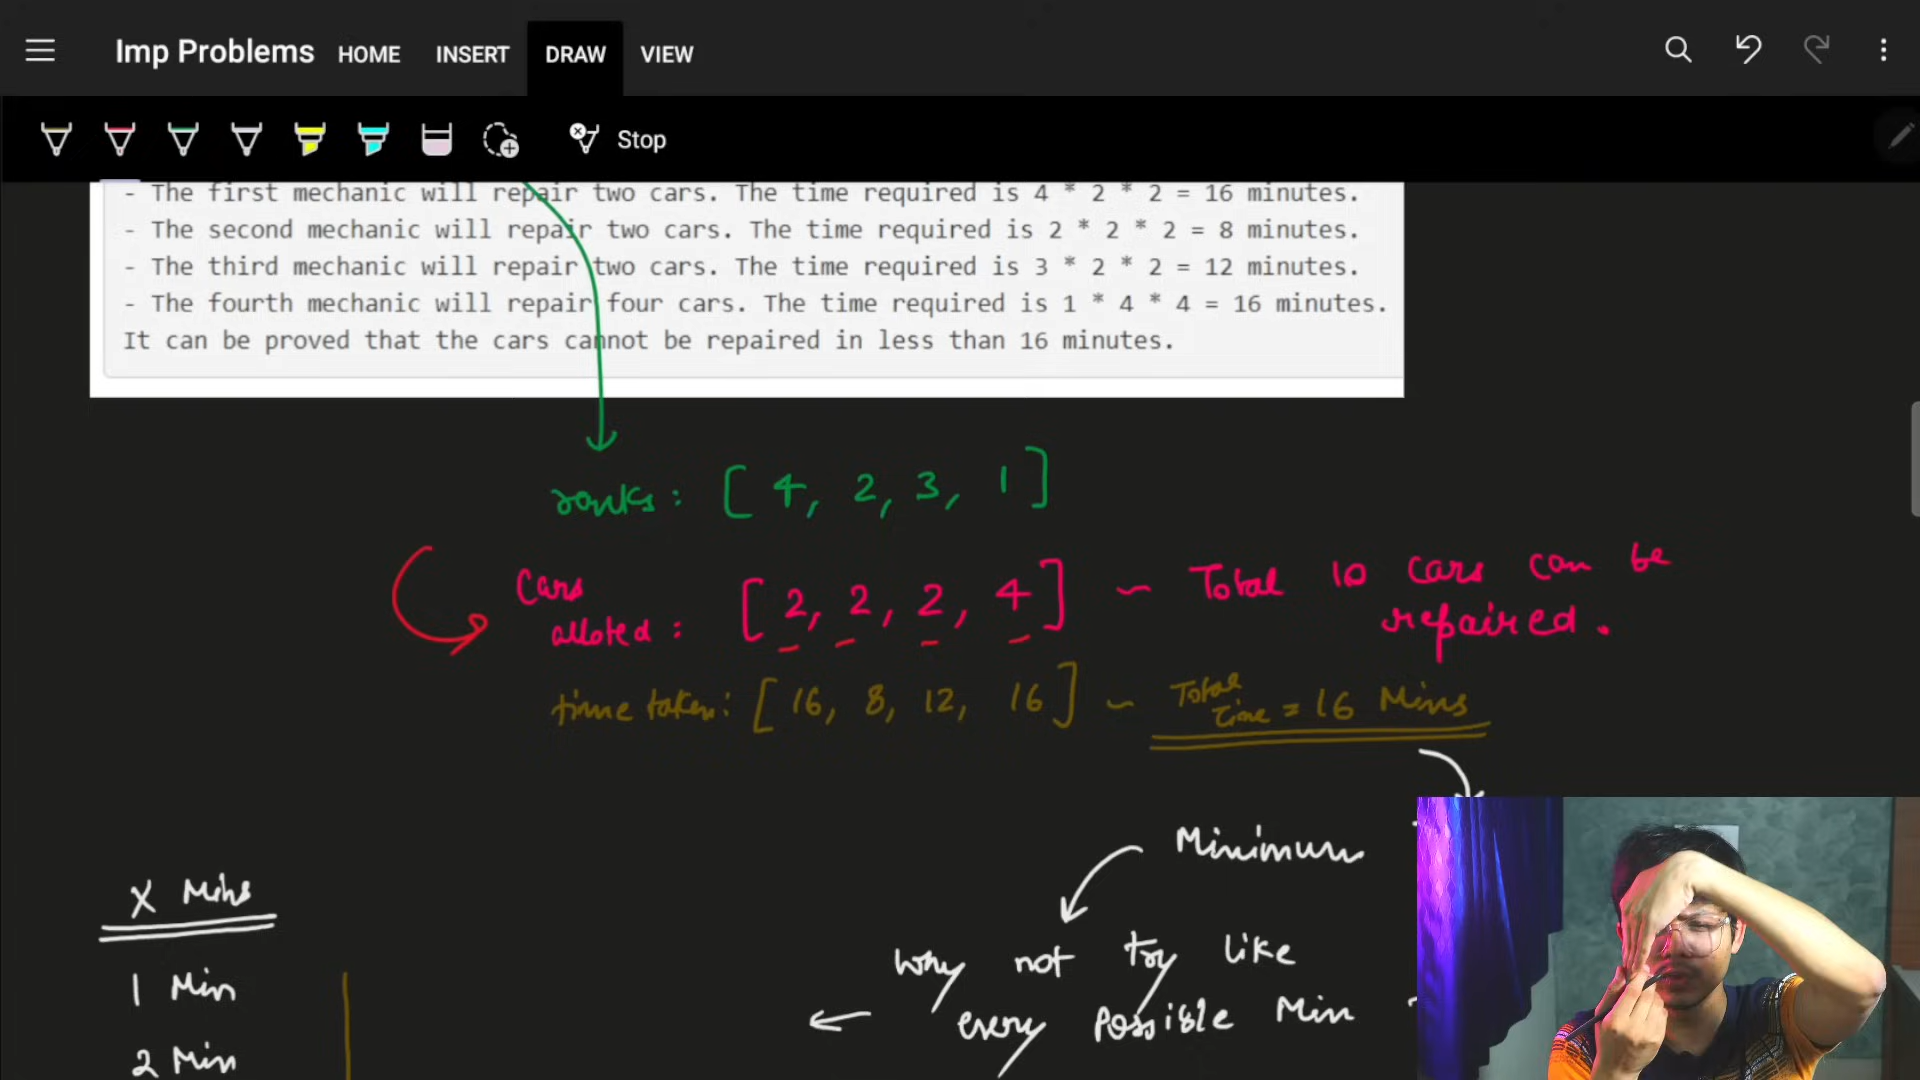 Imp Problems HOME INSERT DRAW VIEW
Stop
- The first mechanic will repair two cars. The time required is 4 * 2 * 2 = 16 minutes.
- The second mechanic will repair two cars. The time required is 2 * 2 * 2 = 8 minutes.
- The third mechanic will repair two cars. The time required is 3 * 2 * 2 = 12 minutes.
- The fourth mechanic will repair four cars. The time required is 1 * 4 * 4 = 16 minutes.
It can be proved that the cars cannot be repaired in less than 16 minutes.
ranks: [4, 2, 3, 1]
Cars alloted: [2, 2, 2, 4] ~ Total 10 cars can be
repaired.
time taken: [16, 8, 12, 16] ~ Total Time = 16 Mins
Minimum
X Mins
why not try like
1 Min
every possible Min
2 Min